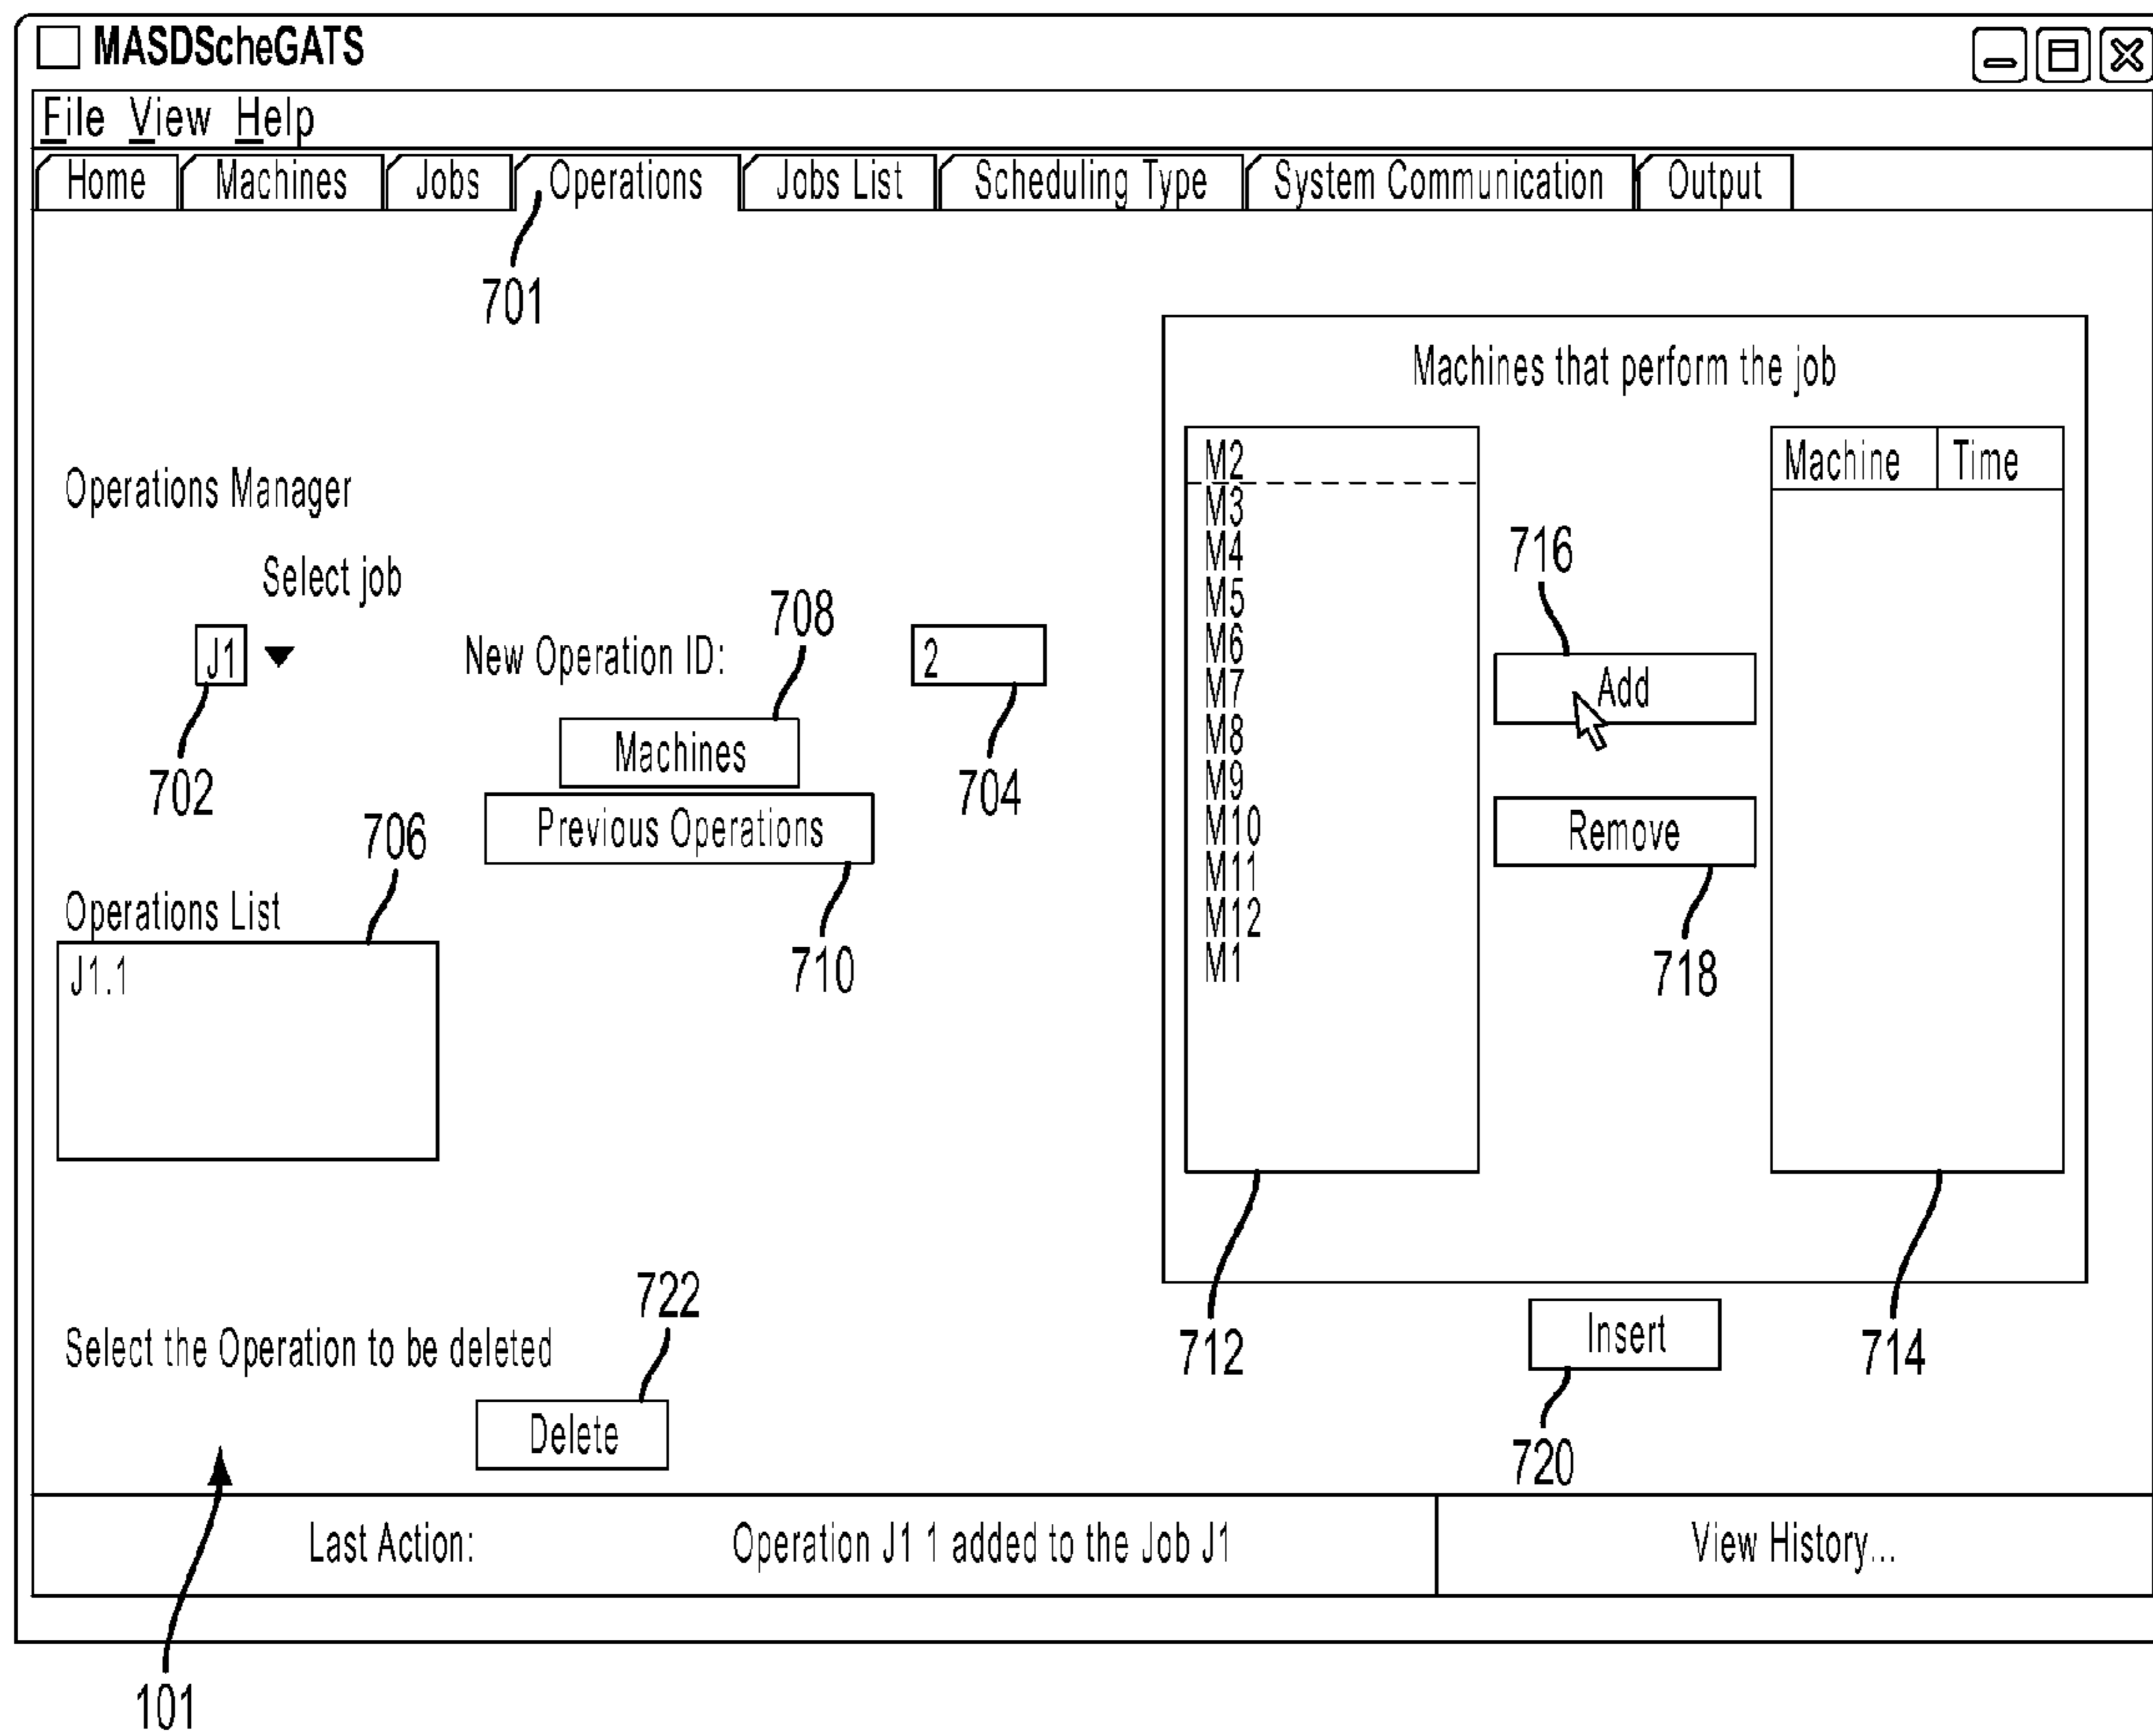 MASDScheGATS
File View Help
Home Machines Jobs Operations Jobs List Scheduling Type System Communication Output
701
Machines that perform the job
Operations Manager
Select job
J1
702
New Operation ID:
2
704
708
Machines
Previous Operations
710
706
Operations List
J1.1
M2
M3
M4
M5
M6
M7
M8
M9
M10
M11
M12
M1
712
716
Add
Remove
718
Machine Time
714
Insert
720
Select the Operation to be deleted
722
Delete
Last Action: Operation J1 1 added to the Job J1 View History...
101